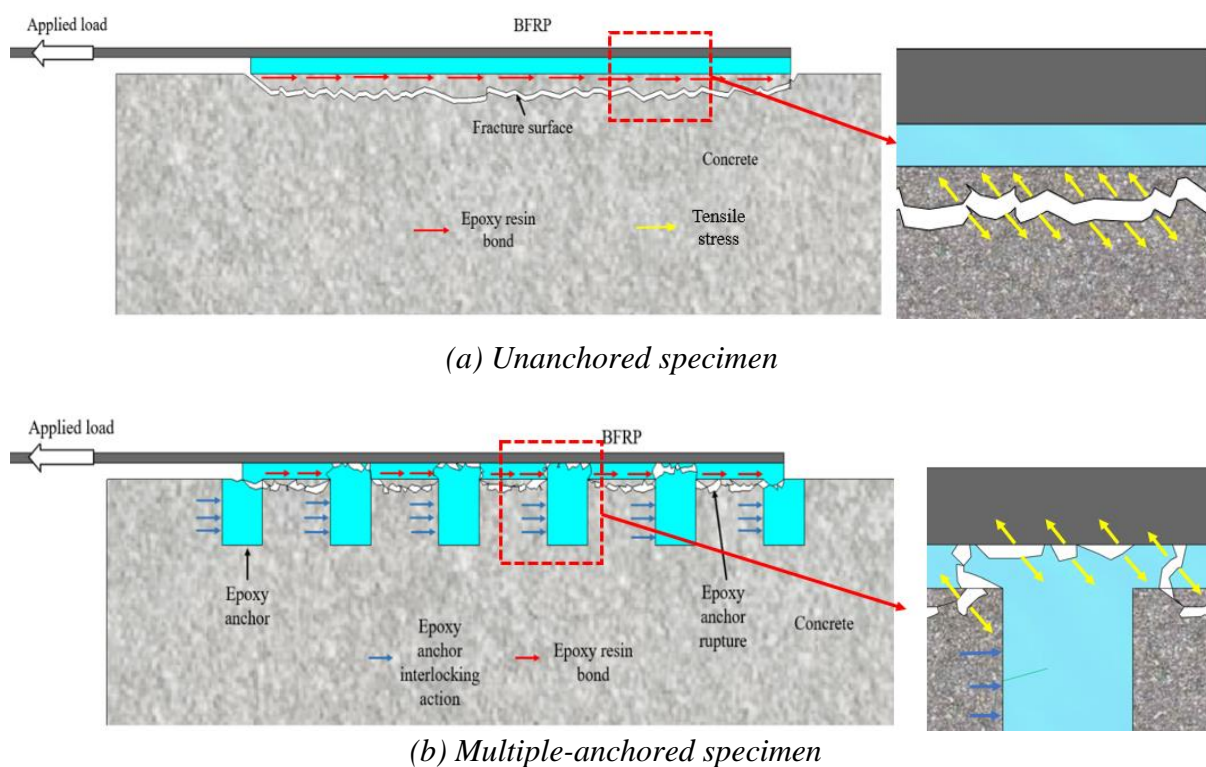 Applied load
BFRP
Fracture surface
Concrete
Epoxy resin
bond
Tensile
stress
(a) Unanchored specimen
Applied load
BFRP
Epoxy
anchor
Epoxy
anchor
interlocking
action
Epoxy resin
bond
Epoxy
anchor
rupture
Concrete
(b) Multiple-anchored specimen